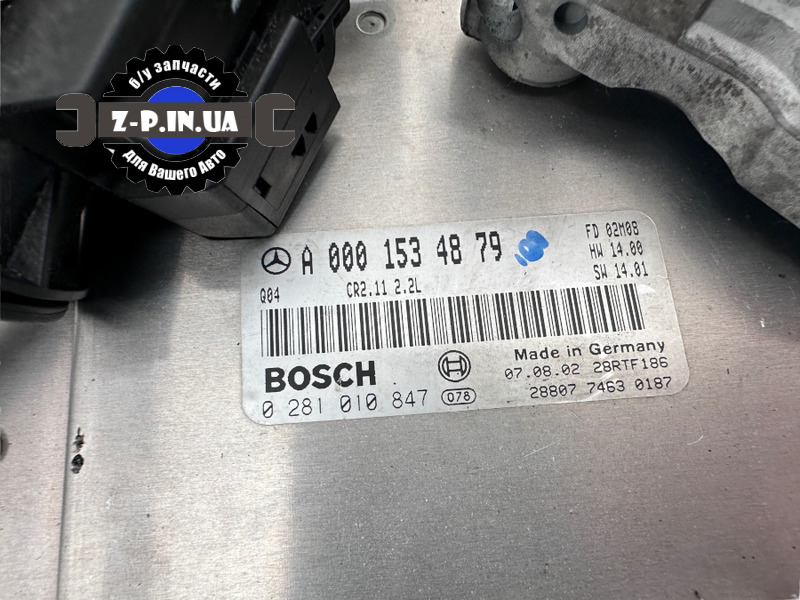 б/у запчасти
Z-P.IN.UA
для Вашего Авто
A 000 153 48 79
FD 02M08
HW 14.00
SW 14.01
Q04 CR2.11 2.2L
BOSCH
Made in Germany
07.08.02 28RTF186
0 281 010 847 078
28807 7463 0187